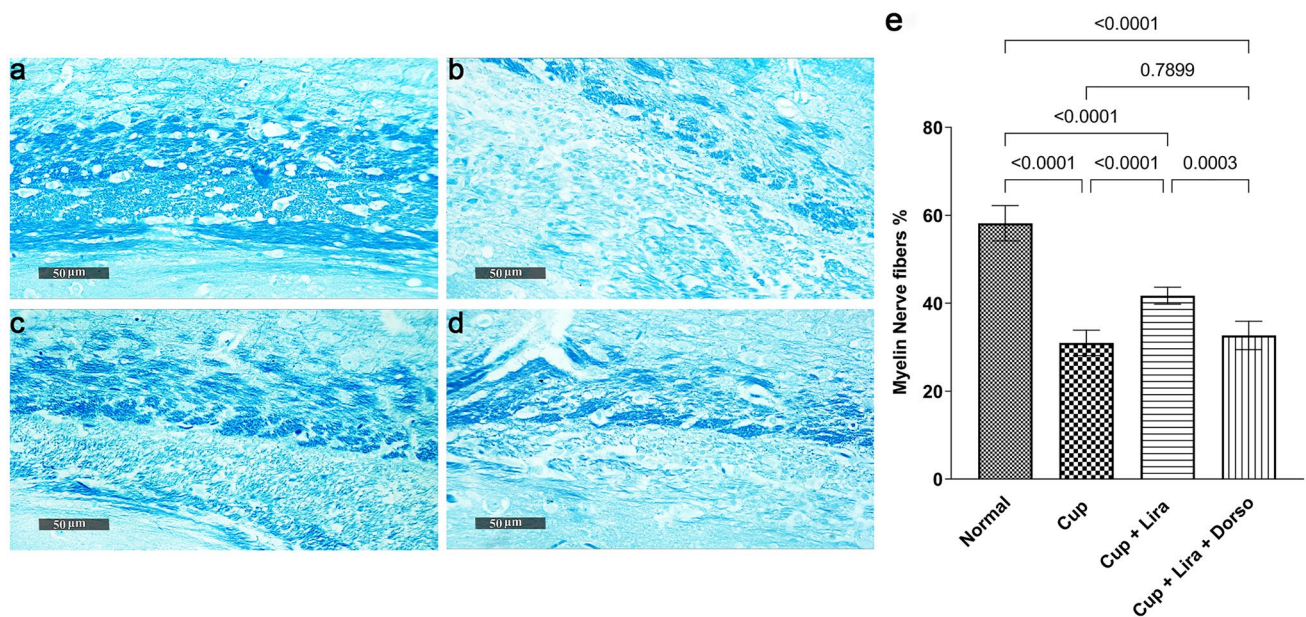 a
50 μm
b
50 μm
c
50 μm
d
50 μm
e
<0.0001
0.7899
<0.0001
<0.0001 <0.0001 0.0003
Myelin Nerve fibers %
80
60
40
20
0
Normal
Cup
Cup + Lira
Cup + Lira + Dorso